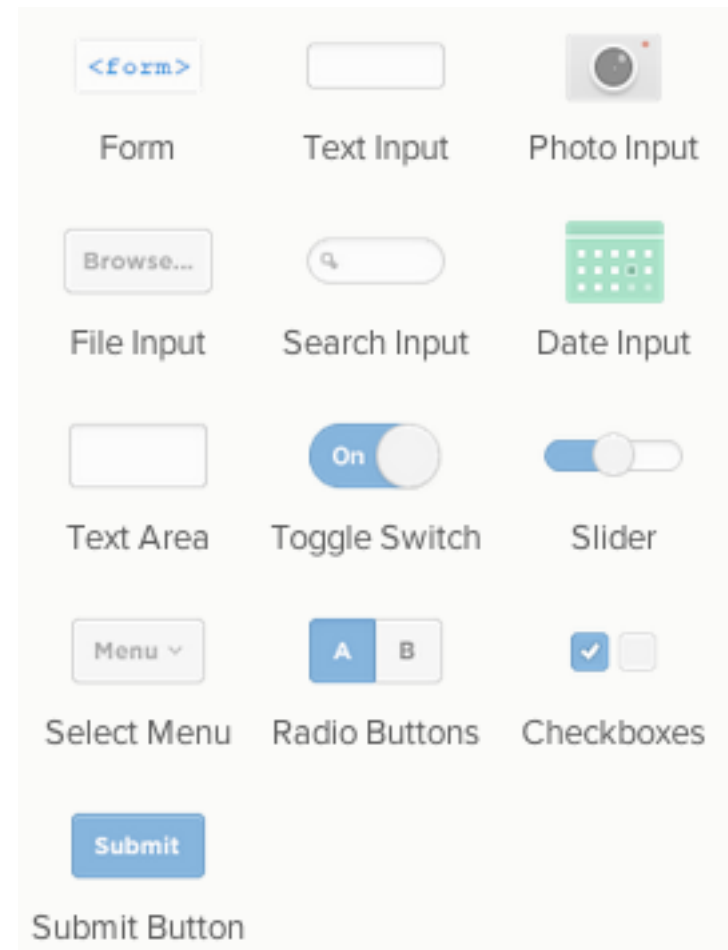 <form>
Form
Text Input
Photo Input
Browse...
File Input
Search Input
Date Input
Text Area
On
Toggle Switch
Slider
Menu
Select Menu
A B
Radio Buttons
Checkboxes
Submit
Submit Button